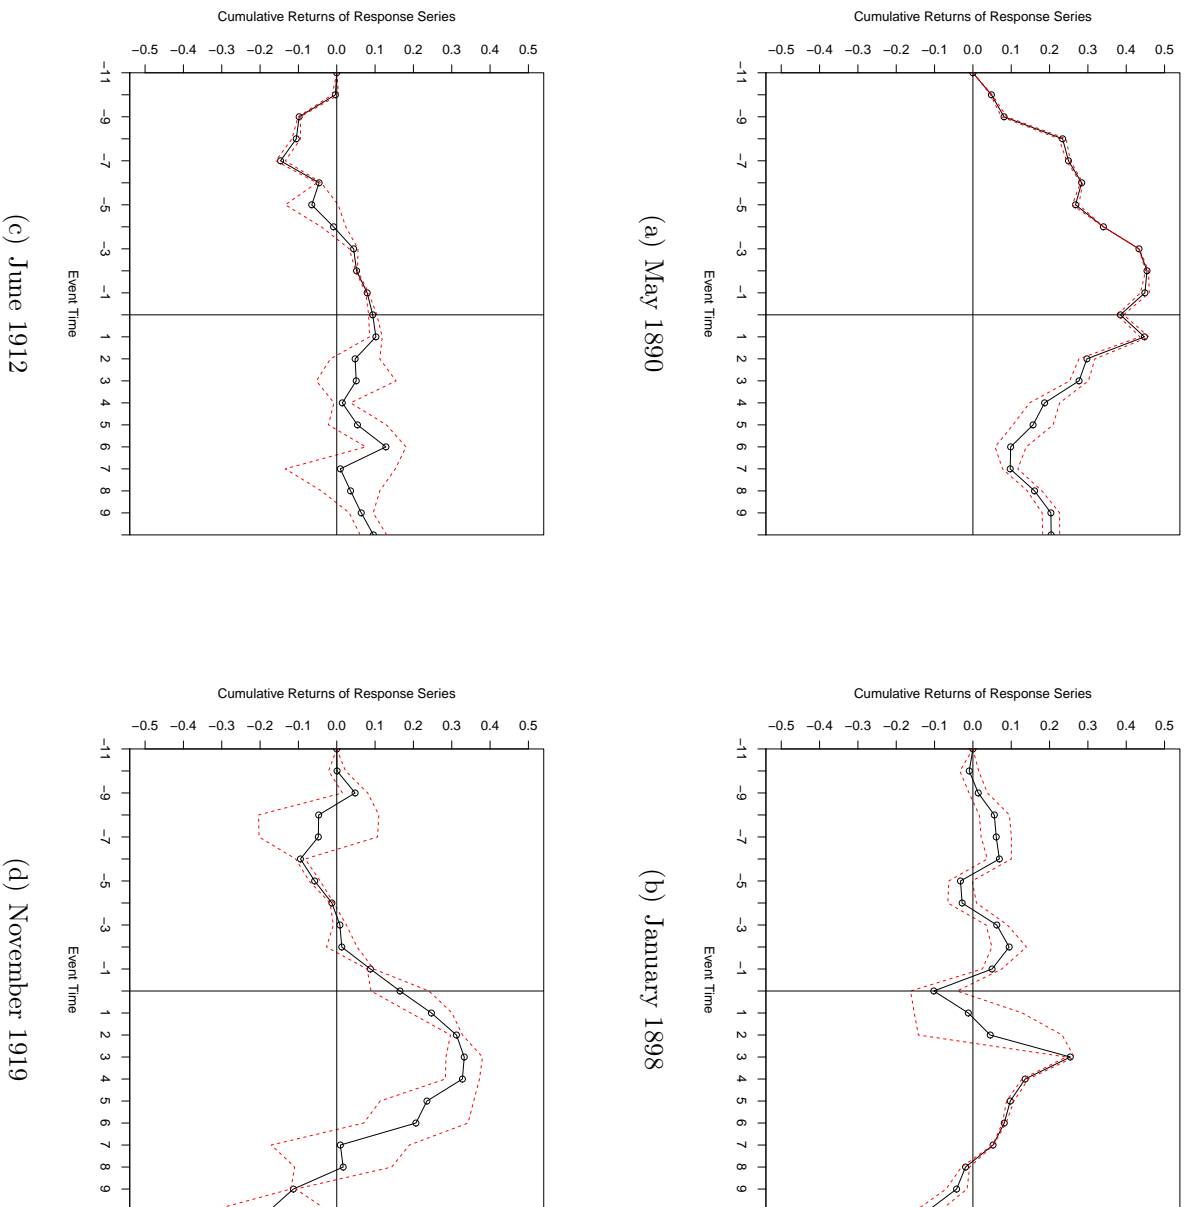 Cumulative Returns of Response Series
−0.5 −0.4 −0.3 −0.2 −0.1 0.0 0.1 0.2 0.3 0.4 0.5
−11 −9 −7 −5 −3 −1 1 2 3 4 5 6 7 8 9
Event Time
(a) May 1890
Cumulative Returns of Response Series
−0.5 −0.4 −0.3 −0.2 −0.1 0.0 0.1 0.2 0.3 0.4 0.5
−11 −9 −7 −5 −3 −1 1 2 3 4 5 6 7 8 9
Event Time
(b) January 1898
Cumulative Returns of Response Series
−0.5 −0.4 −0.3 −0.2 −0.1 0.0 0.1 0.2 0.3 0.4 0.5
−11 −9 −7 −5 −3 −1 1 2 3 4 5 6 7 8 9
Event Time
(c) June 1912
Cumulative Returns of Response Series
−0.5 −0.4 −0.3 −0.2 −0.1 0.0 0.1 0.2 0.3 0.4 0.5
−11 −9 −7 −5 −3 −1 1 2 3 4 5 6 7 8 9
Event Time
(d) November 1919